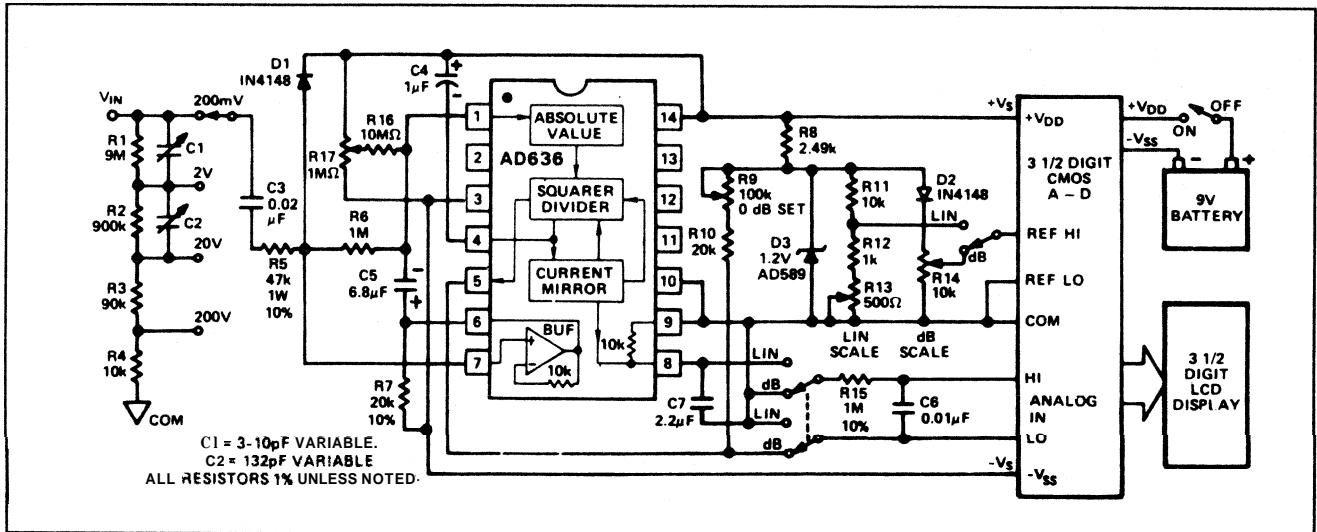 V_IN
R1
9M
C1
2V
R2
900k
C2
20V
R3
90k
200V
R4
10k
COM
200mV
C3
0.02
µF
D1
IN4148
R5
47k
1W
10%
R6
1M
R17
1MΩ
R16
10MΩ
C4
1µF
+
-
C5
6.8µF
-
+
R7
20k
10%
1
2
3
4
5
6
7
14
13
12
11
10
9
8
ABSOLUTE
VALUE
AD636
SQUARER
DIVIDER
CURRENT
MIRROR
BUF
+
-
10k
10k
R8
2.49k
R9
100k
0 dB SET
R10
20k
D3
1.2V
AD589
R11
10k
R12
1k
R13
500Ω
LIN
SCALE
D2
IN4148
LIN
dB
R14
10k
dB
SCALE
C7
2.2µF
LIN
dB
LIN
dB
R15
1M
10%
C6
0.01µF
+V_S
-V_S
+V_DD
3 1/2 DIGIT
CMOS
A ~ D
REF HI
REF LO
COM
HI
ANALOG
IN
LO
-V_SS
+V_DD
-V_SS
ON
OFF
-
+
9V
BATTERY
3 1/2
DIGIT
LCD
DISPLAY
C1 = 3-10pF VARIABLE.
C2 = 132pF VARIABLE
ALL RESISTORS 1% UNLESS NOTED.